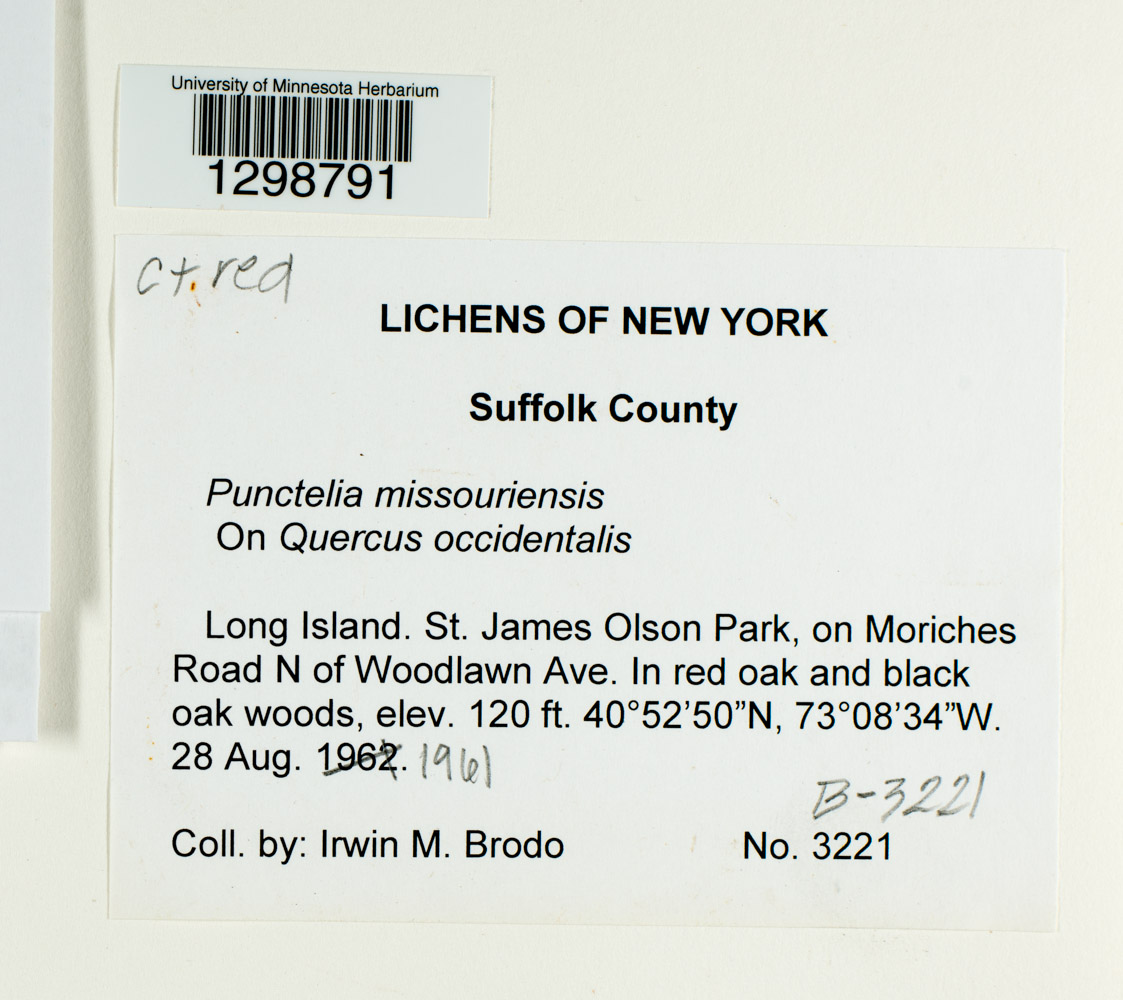 University of Minnesota Herbarium
1298791
C+. red
LICHENS OF NEW YORK
Suffolk County
Punctelia missouriensis
On Quercus occidentalis
Long Island. St. James Olson Park, on Moriches
Road N of Woodlawn Ave. In red oak and black
oak woods, elev. 120 ft. 40°52'50”N, 73°08'34”W.
28 Aug. 1962. 1961
B-3221
Coll. by: Irwin M. Brodo No. 3221